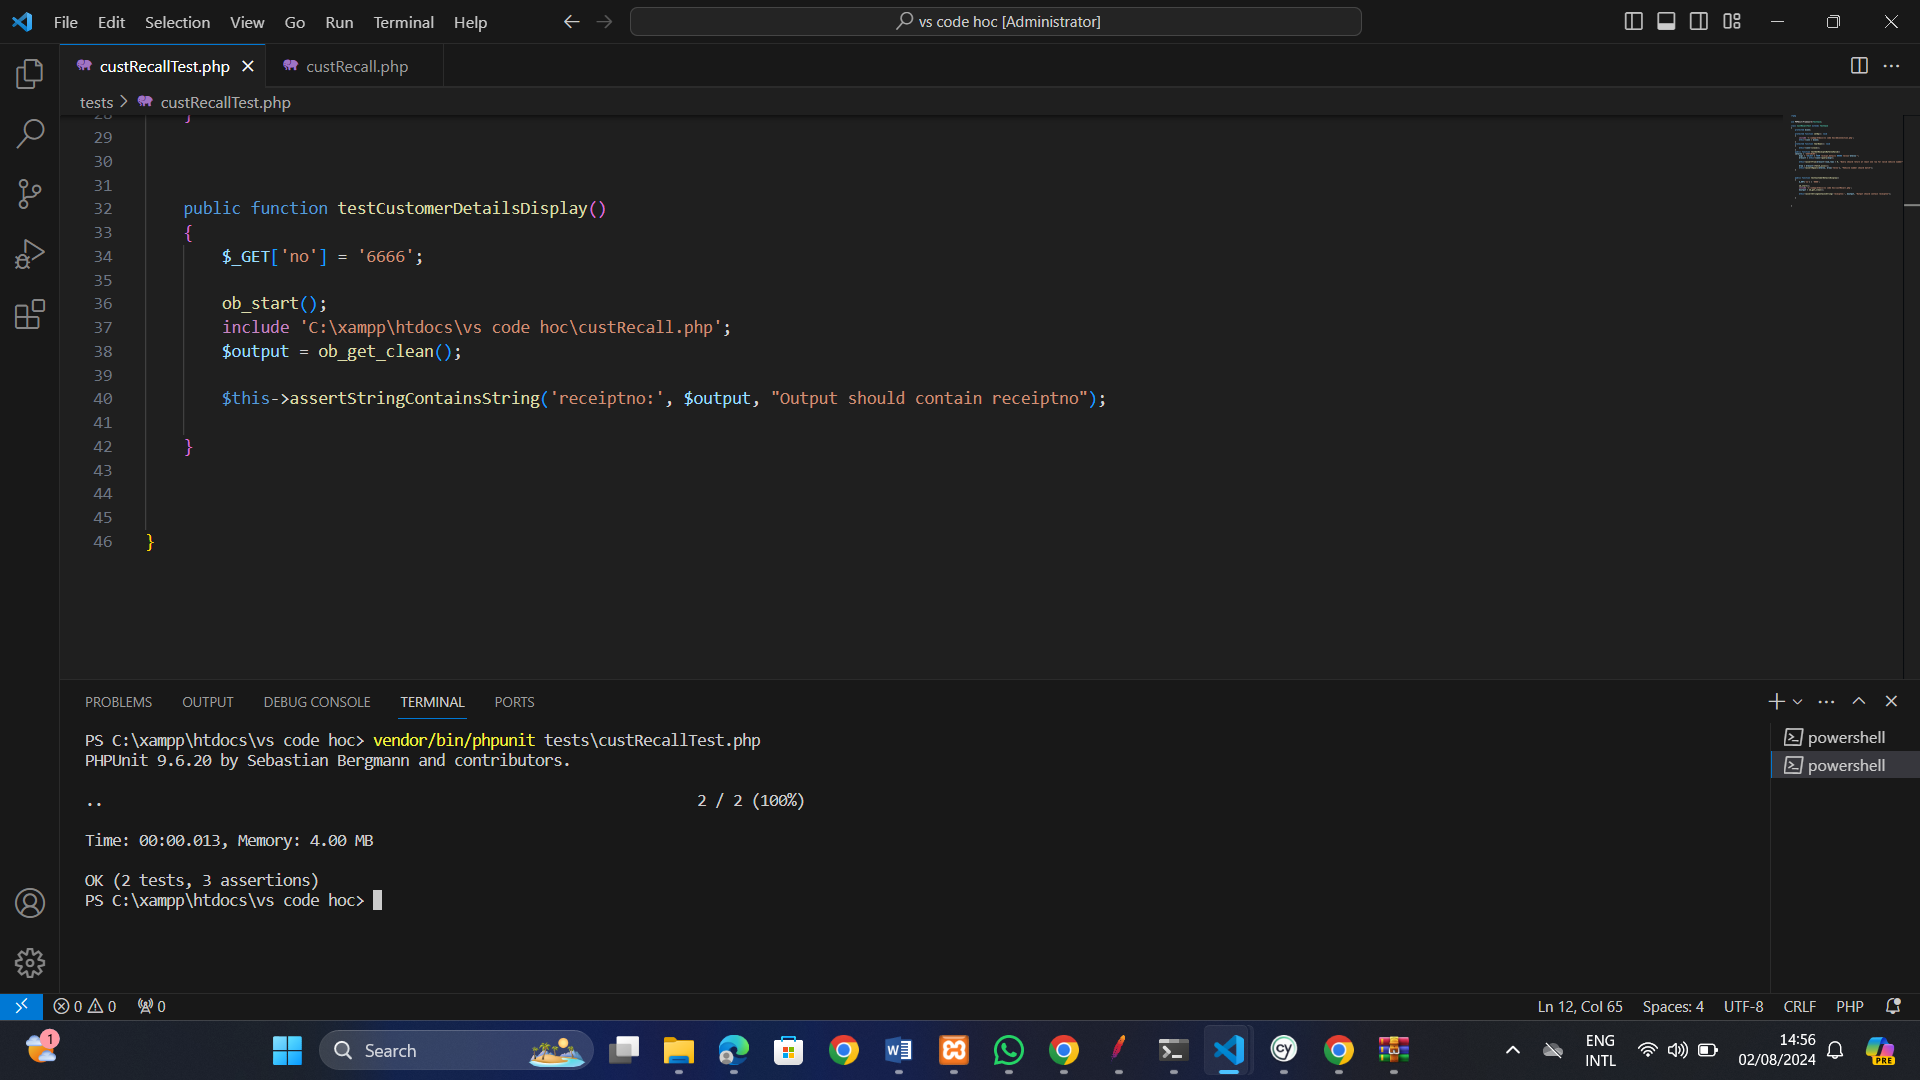 File Edit Selection View Go Run Terminal Help
vs code hoc [Administrator]
custRecallTest.php
custRecall.php
tests > custRecallTest.php
28 }
29
30
31
32 public function testCustomerDetailsDisplay()
33 {
34 $_GET['no'] = '6666';
35
36 ob_start();
37 include 'C:\xampp\htdocs\vs code hoc\custRecall.php';
38 $output = ob_get_clean();
39
40 $this->assertStringContainsString('receiptno:', $output, "Output should contain receiptno");
41
42 }
43
44
45
46 }
PROBLEMS OUTPUT DEBUG CONSOLE TERMINAL PORTS
PS C:\xampp\htdocs\vs code hoc> vendor/bin/phpunit tests\custRecallTest.php
PHPUnit 9.6.20 by Sebastian Bergmann and contributors.
.. 2 / 2 (100%)
Time: 00:00.013, Memory: 4.00 MB
OK (2 tests, 3 assertions)
PS C:\xampp\htdocs\vs code hoc>
powershell
powershell
0 0 0
Ln 12, Col 65 Spaces: 4 UTF-8 CRLF PHP
1
Search
ENG
INTL
14:56
02/08/2024
PRE